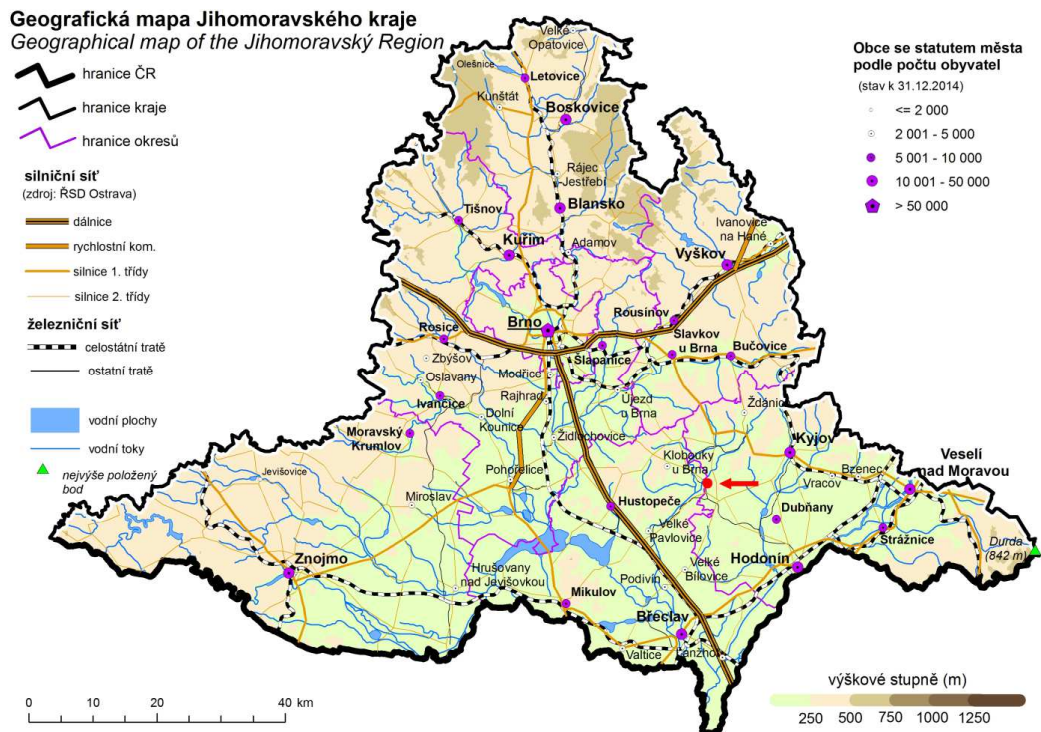 Geografická mapa Jihomoravského kraje
Geographical map of the Jihomoravský Region
hranice ČR
hranice kraje
hranice okresů
silniční síť
(zdroj: ŘSD Ostrava)
dálnice
rychlostní kom.
silnice 1. třídy
silnice 2. třídy
železniční síť
celostátní tratě
ostatní tratě
vodní plochy
vodní toky
nejvýše položený
bod
Obce se statutem města
podle počtu obyvatel
(stav k 31.12.2014)
<= 2 000
2 001 - 5 000
5 001 - 10 000
10 001 - 50 000
> 50 000
Velké
Opatovice
Olešnice
Letovice
Kunštát
Boskovice
Rájec
Jestřebí
Blansko
Tišnov
Ivanovice
na Hané
Kuřim
Adamov
Vyškov
Rousínov
Brno
Rosice
Slavkov
u Brna
Bučovice
Šlapanice
Zbýšov
Modřice
Oslavany
Rajhrad
Újezd
u Brna
Ždánice
Ivančice
Dolní
Kounice
Moravský
Krumlov
Židlochovice
Kyjov
Klobouky
u Brna
Veselí
nad Moravou
Bzenec
Jevišovice
Pohořelice
Vracov
Miroslav
Hustopeče
Dubňany
Velké
Pavlovice
Strážnice
Durda
(842 m)
Znojmo
Hrušovany
nad Jevišovkou
Velké
Bílovice
Hodonín
Podivín
Mikulov
Břeclav
Valtice
Lanžhot
0 10 20 40 km
výškové stupně (m)
250 500 750 1000 1250